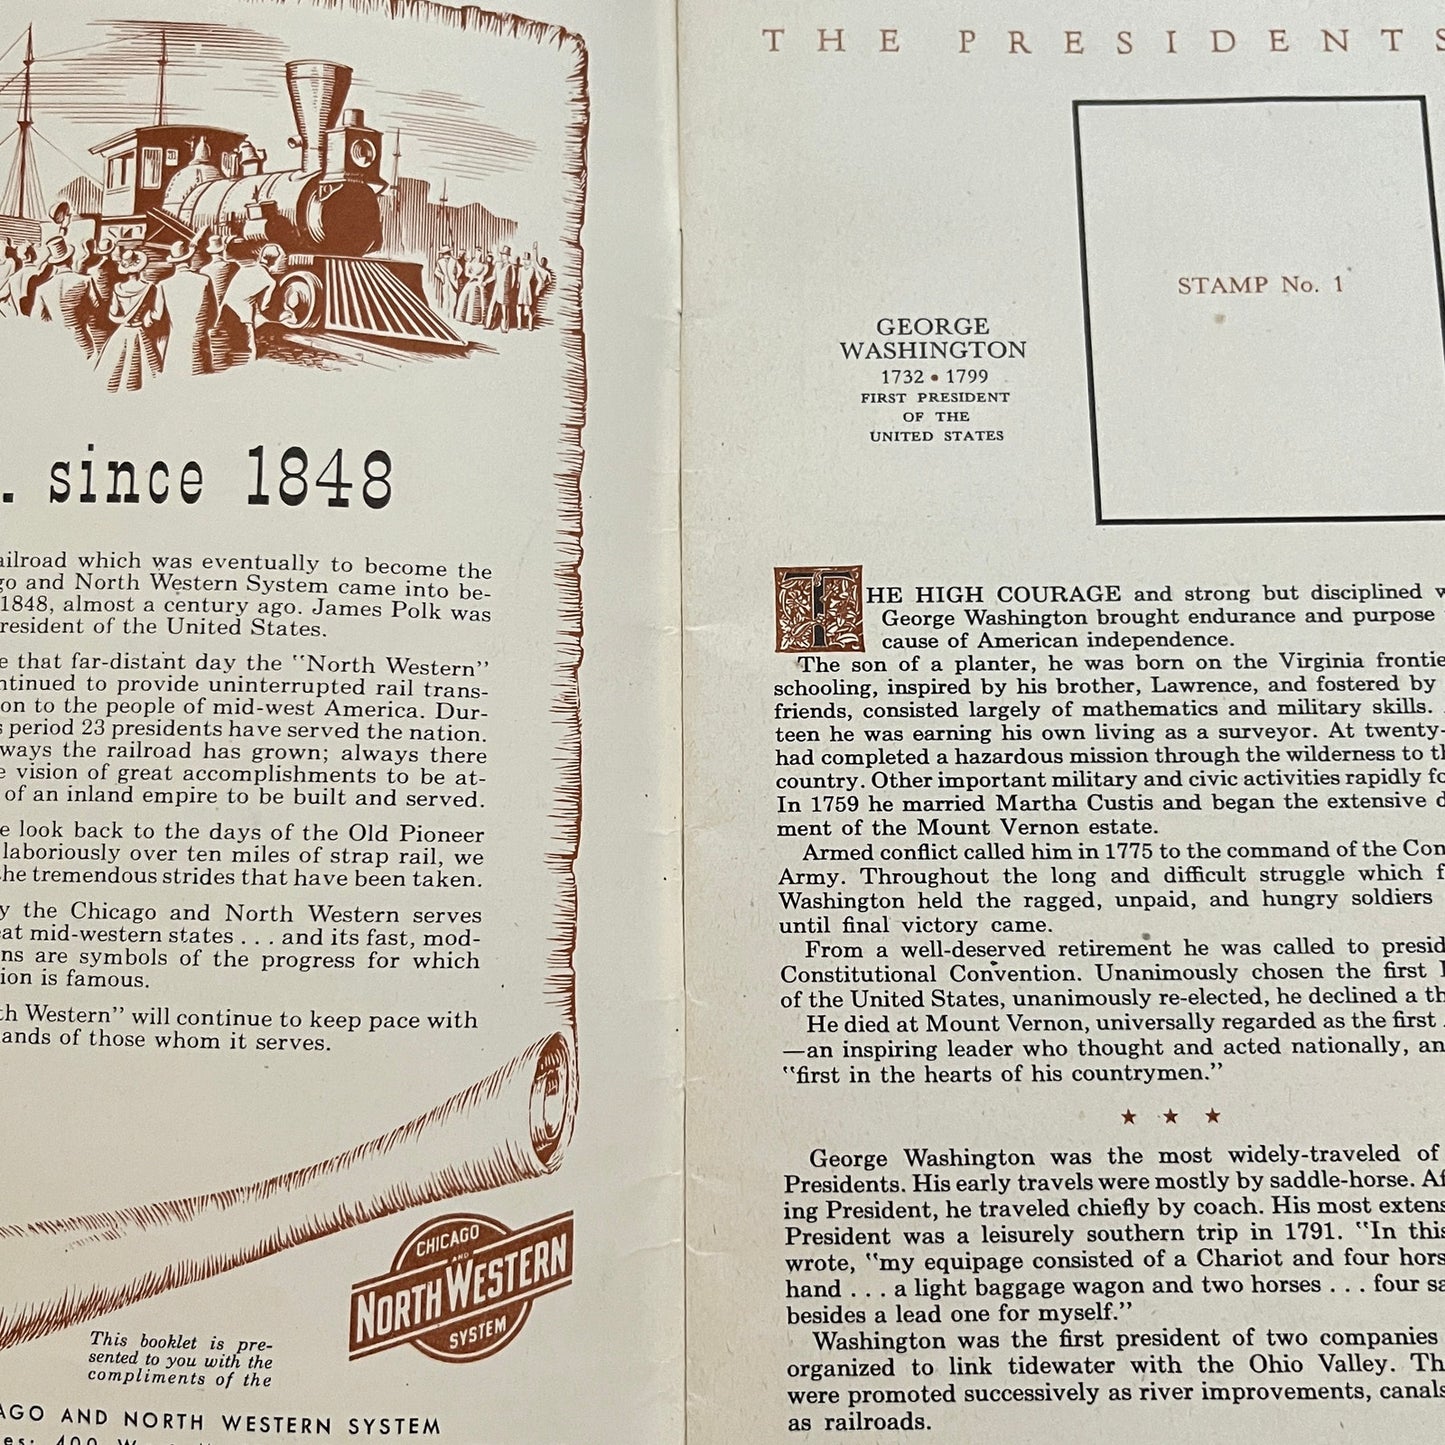 . since 1848
ailroad which was eventually to become the
go and North Western System came into be-
1848, almost a century ago. James Polk was
resident of the United States.
e that far-distant day the "North Western"
ntinued to provide uninterrupted rail trans-
on to the people of mid-west America. Dur-
s period 23 presidents have served the nation.
ways the railroad has grown; always there
e vision of great accomplishments to be at-
of an inland empire to be built and served.
e look back to the days of the Old Pioneer
laboriously over ten miles of strap rail, we
he tremendous strides that have been taken.
y the Chicago and North Western serves
eat mid-western states . . . and its fast, mod-
ns are symbols of the progress for which
ion is famous.
th Western" will continue to keep pace with
ands of those whom it serves.
CHICAGO
AND
NORTH WESTERN
SYSTEM
This booklet is pre-
sented to you with the
compliments of the
AGO AND NORTH WESTERN SYSTEM
es: 400 W
THE PRESIDENTS
STAMP No. 1
GEORGE
WASHINGTON
1732 • 1799
FIRST PRESIDENT
OF THE
UNITED STATES
THE HIGH COURAGE and strong but disciplined w
George Washington brought endurance and purpose
cause of American independence.
The son of a planter, he was born on the Virginia frontie
schooling, inspired by his brother, Lawrence, and fostered by
friends, consisted largely of mathematics and military skills.
teen he was earning his own living as a surveyor. At twenty-
had completed a hazardous mission through the wilderness to th
country. Other important military and civic activities rapidly fo
In 1759 he married Martha Custis and began the extensive d
ment of the Mount Vernon estate.
Armed conflict called him in 1775 to the command of the Con
Army. Throughout the long and difficult struggle which f
Washington held the ragged, unpaid, and hungry soldiers
until final victory came.
From a well-deserved retirement he was called to presid
Constitutional Convention. Unanimously chosen the first
of the United States, unanimously re-elected, he declined a th
He died at Mount Vernon, universally regarded as the first
—an inspiring leader who thought and acted nationally, an
"first in the hearts of his countrymen."
★ ★ ★
George Washington was the most widely-traveled of
Presidents. His early travels were mostly by saddle-horse. Af
ing President, he traveled chiefly by coach. His most extens
President was a leisurely southern trip in 1791. "In this
wrote, "my equipage consisted of a Chariot and four hors
hand . . . a light baggage wagon and two horses . . . four sa
besides a lead one for myself."
Washington was the first president of two companies
organized to link tidewater with the Ohio Valley. Th
were promoted successively as river improvements, canals
as railroads.